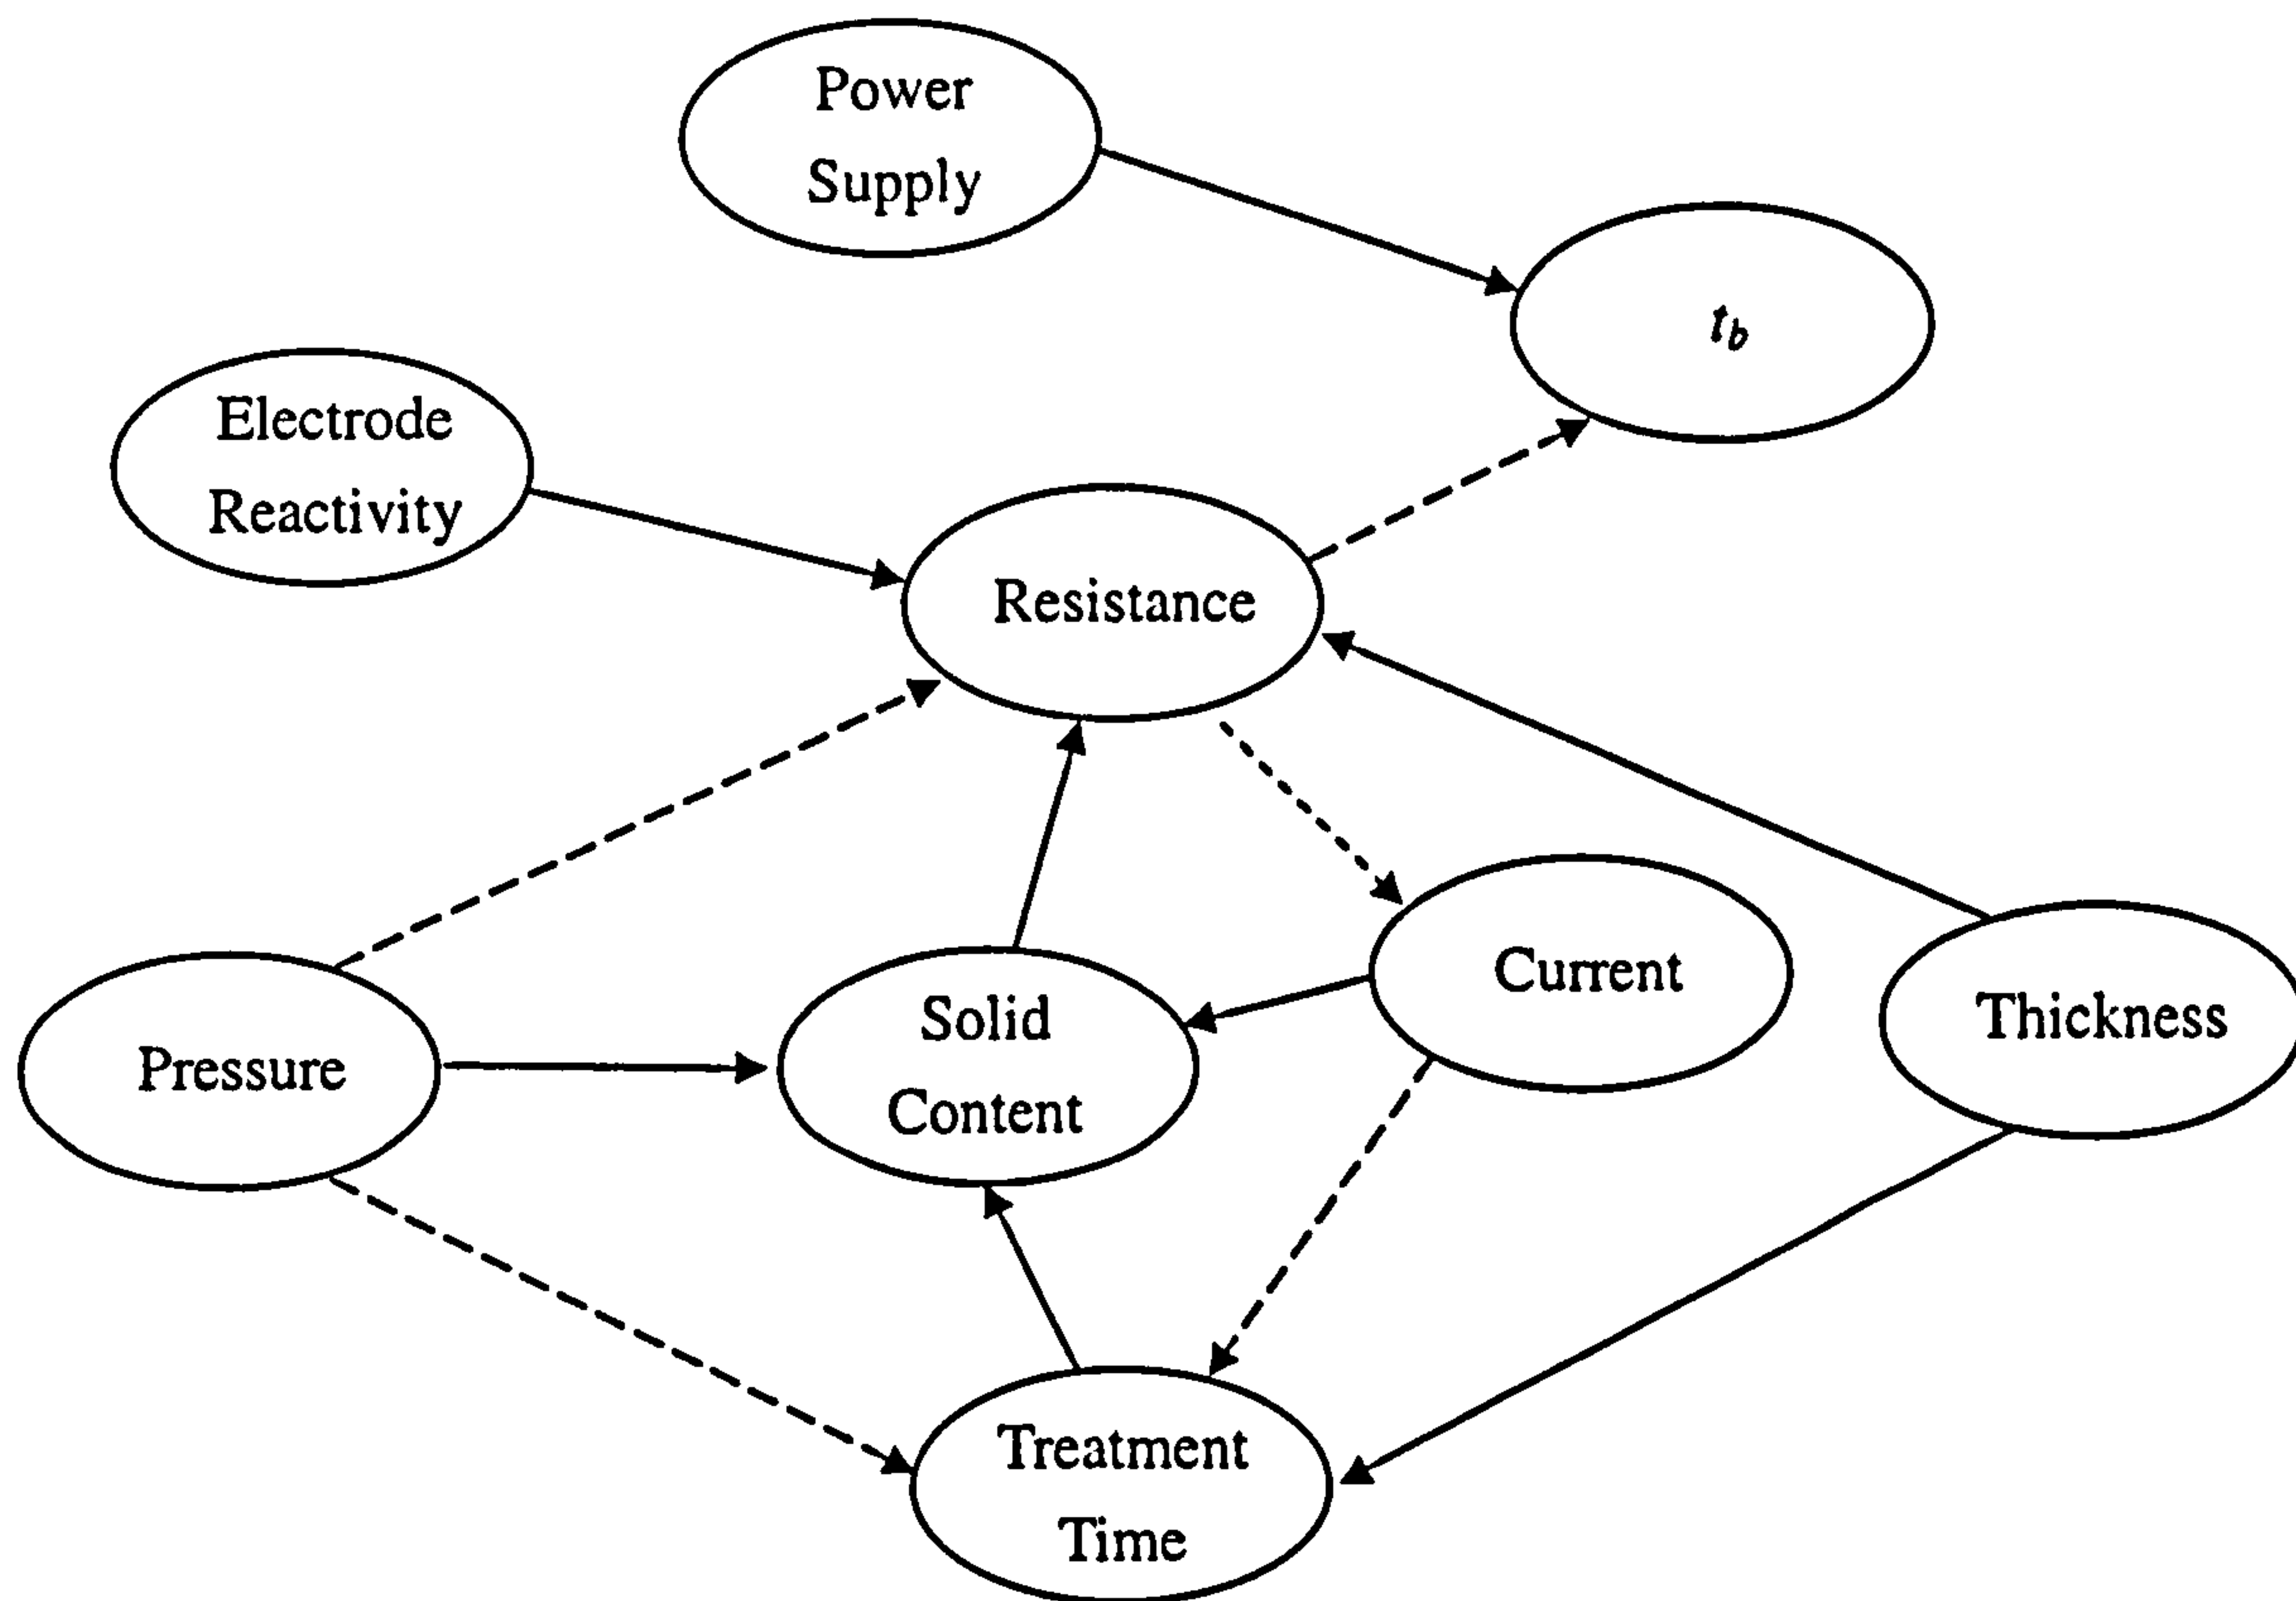 Power
Supply
t_b
Electrode
Reactivity
Resistance
Current
Thickness
Solid
Content
Pressure
Treatment
Time